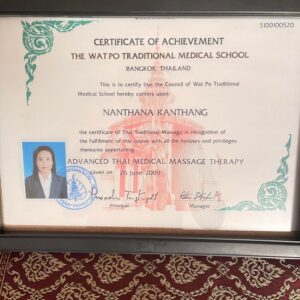 5100100520
CERTIFICATE OF ACHIEVEMENT
THE WAT PO TRADITIONAL MEDICAL SCHOOL
BANGKOK, THAILAND
This is to certify that the Council of Wat Po Traditional
Medical School hereby confers upon
NANTHANA KANTHANG
the certificate of Thai Traditional Massage in recognition of
the fulfillment of this course with all the honours and privileges
thereunto appertaining
ADVANCED THAI MEDICAL MASSAGE THERAPY
Given on 26 June 2009
Principal
Manager